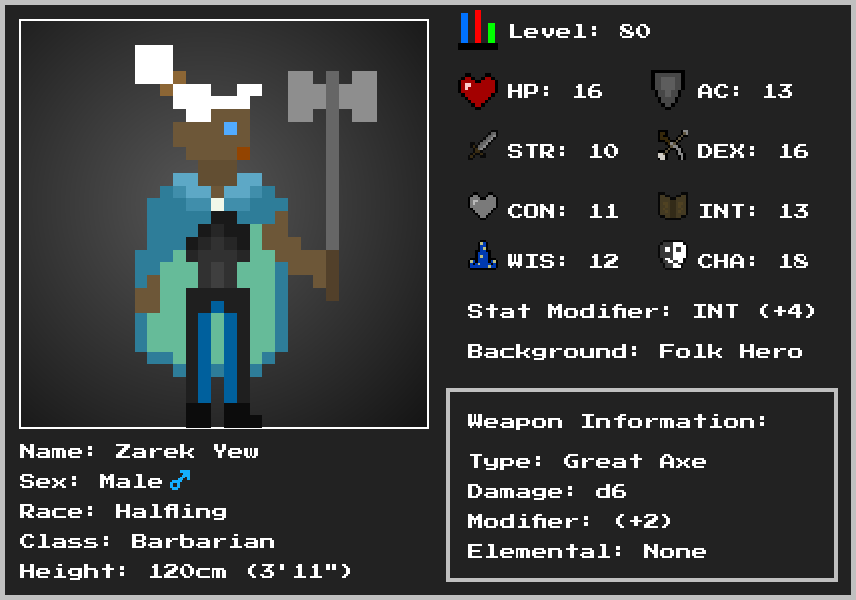 Level: 80
HP: 16
AC: 13
STR: 10
DEX: 16
CON: 11
INT: 13
WIS: 12
CHA: 18
Stat Modifier: INT (+4)
Background: Folk Hero
Weapon Information:
Type: Great Axe
Damage: d6
Modifier: (+2)
Elemental: None
Name: Zarek Yew
Sex: Male ♂
Race: Halfling
Class: Barbarian
Height: 120cm (3'11")